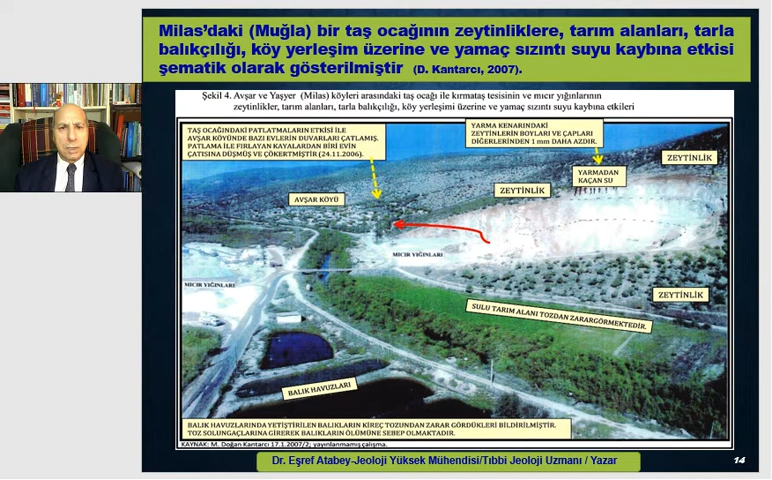 Milas'daki (Muğla) bir taş ocağının zeytinliklere, tarım alanları, tarla
balıkçılığı, köy yerleşim üzerine ve yamaç sızıntı suyu kaybına etkisi
şematik olarak gösterilmiştir (D. Kantarcı, 2007).
Şekil 4. Avşar ve Yaşyer (Milas) köyleri arasındaki taş ocağı ile kırmataş tesisinin ve mıcır yığınlarının
zeytinlikler, tarım alanları, tarla balıkçılığı, köy yerleşimi üzerine ve yamaç sızıntı suyu kaybına etkileri
TAŞ OCAĞINDAKİ PATLATMALARIN ETKİSİ İLE
AVŞAR KÖYÜNDE BAZI EVLERİN DUVARLARI ÇATLAMIŞ.
PATLAMA İLE FIRLAYAN KAYALARDAN BİRİ EVİN
ÇATISINA DÜŞMÜŞ VE ÇÖKERTMİŞTİR (24.11.2006).
YARMA KENARINDAKİ
ZEYTİNLERİN BOYLARI VE ÇAPLARI
DİĞERLERİNDEN 1 mm DAHA AZDIR.
ZEYTİNLİK
YARMADAN
KAÇAN SU
ZEYTİNLİK
AVŞAR KÖYÜ
MICIR YIĞINLARI
MICIR YIĞINLARI
ZEYTİNLİK
SULU TARIM ALANI TOZDAN ZARARGÖRMEKTEDİR.
BALIK HAVUZLARI
BALIK HAVUZLARINDA YETİŞTİRİLEN BALIKLARIN KİREÇ TOZUNDAN ZARAR GÖRDÜKLERİ BİLDİRİLMİŞTİR.
TOZ SOLUNGAÇLARINA GİREREK BALIKLARIN ÖLÜMÜNE SEBEP OLMAKTADIR.
KAYNAK: M. Doğan Kantarcı 17.1.2007/2; yayınlanmamış çalışma.
Dr. Eşref Atabey-Jeoloji Yüksek Mühendisi/Tıbbi Jeoloji Uzmanı / Yazar
14